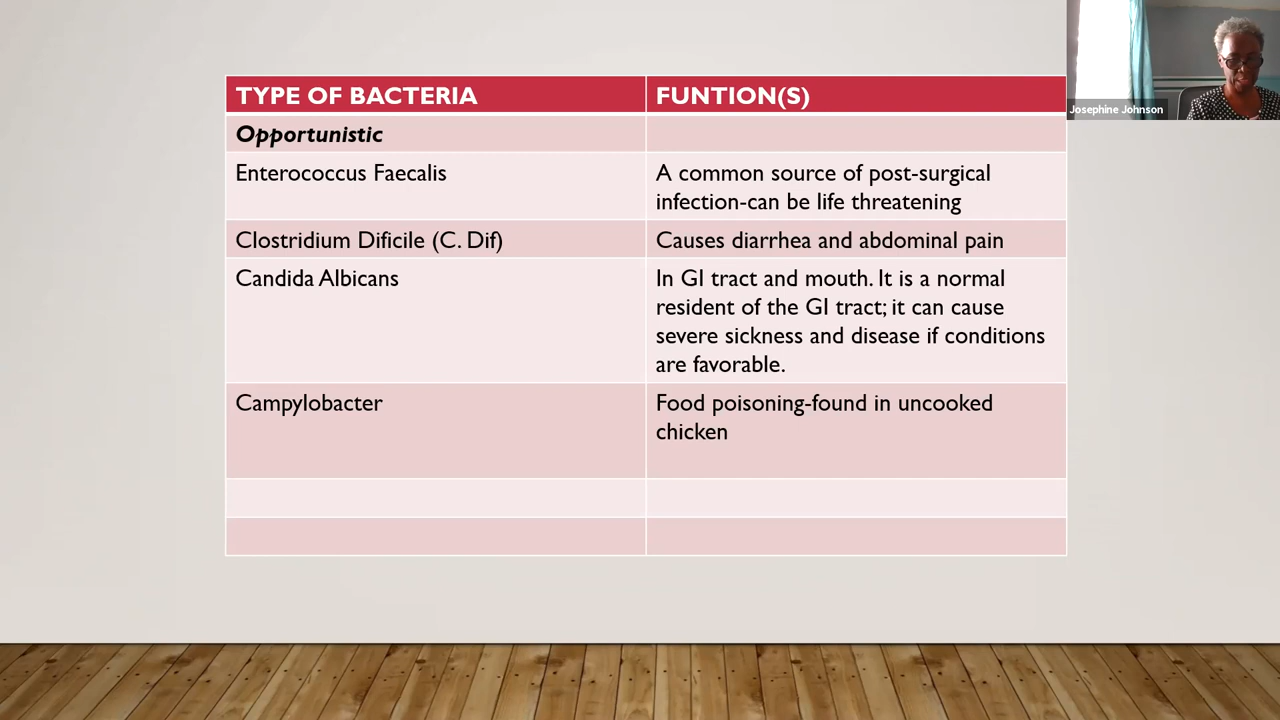 TYPE OF BACTERIA
FUNTION(S)
Opportunistic
Enterococcus Faecalis
A common source of post-surgical
infection-can be life threatening
Clostridium Dificile (C. Dif)
Causes diarrhea and abdominal pain
Candida Albicans
In GI tract and mouth. It is a normal
resident of the GI tract; it can cause
severe sickness and disease if conditions
are favorable.
Campylobacter
Food poisoning-found in uncooked
chicken
Josephine Johnson